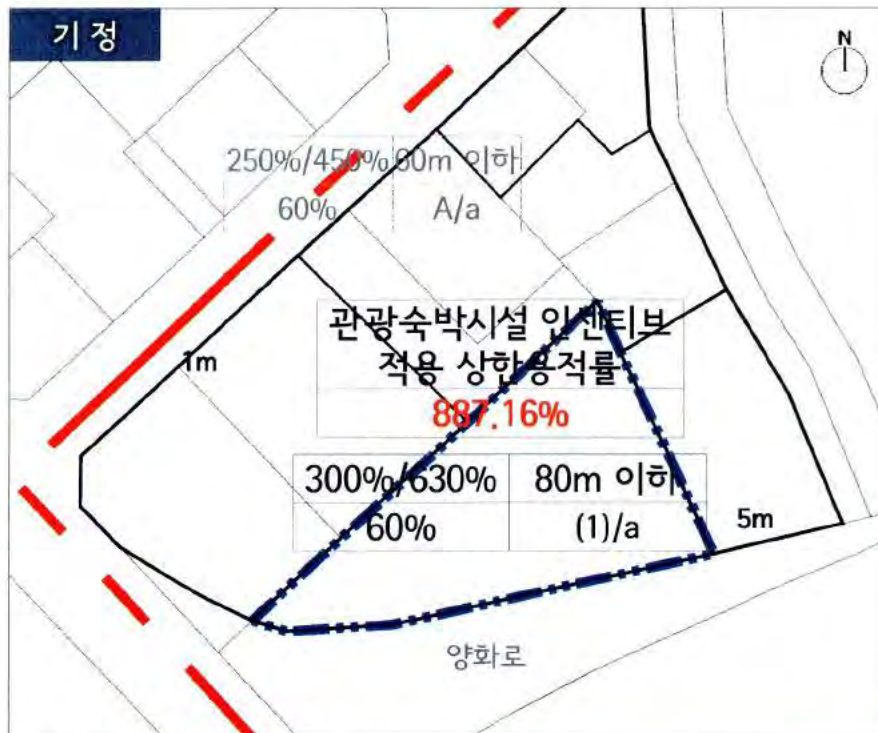 기 정
N
250%/450% 60m 이하
60% A/a
관광숙박시설 인센티브
적용 상한용적률
887.16%
1m
300%/630% 80m 이하
60% (1)/a
5m
양화로